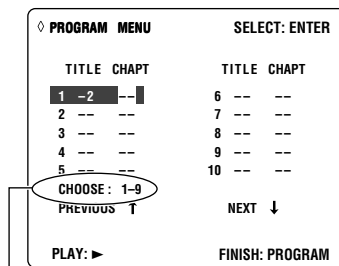 ◊ PROGRAM MENU SELECT: ENTER
TITLE CHAPT TITLE CHAPT
1 –2 –– 6 –– ––
2 –– –– 7 –– ––
3 –– –– 8 –– ––
4 –– –– 9 –– ––
5 –– –– 10 –– ––
CHOOSE: 1–9
PREVIOUS ↑ NEXT ↓
PLAY: ► FINISH: PROGRAM